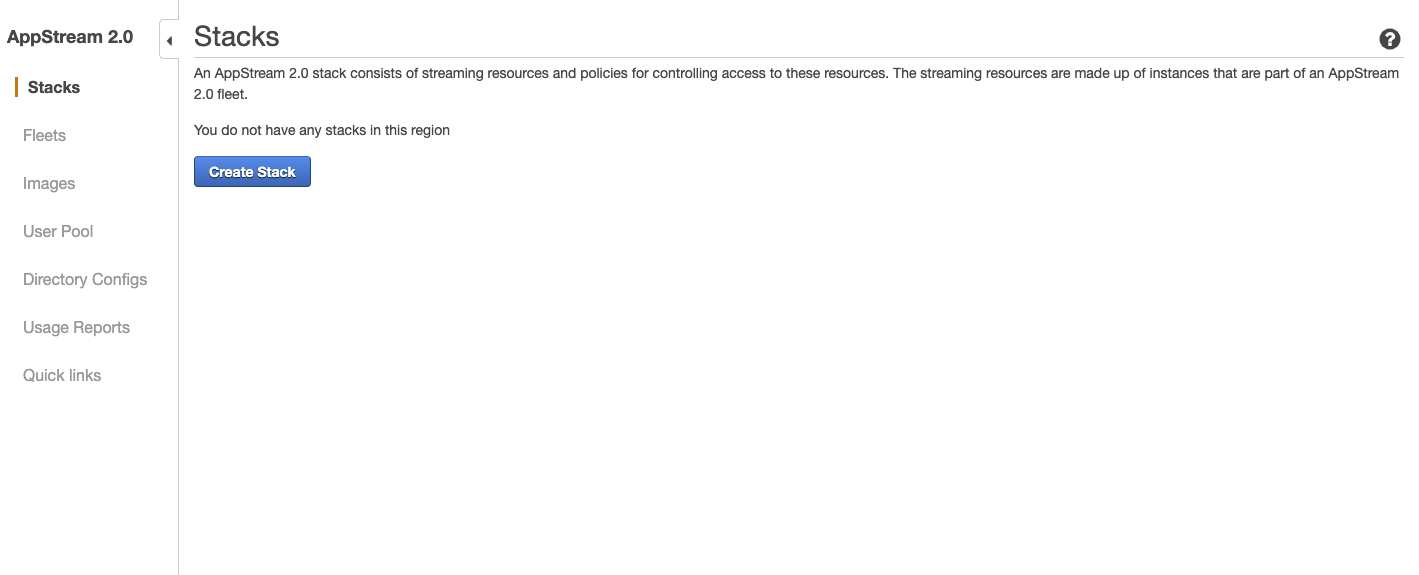 AppStream 2.0
Stacks
Fleets
Images
User Pool
Directory Configs
Usage Reports
Quick links
Stacks
?
An AppStream 2.0 stack consists of streaming resources and policies for controlling access to these resources. The streaming resources are made up of instances that are part of an AppStream
2.0 fleet.
You do not have any stacks in this region
Create Stack